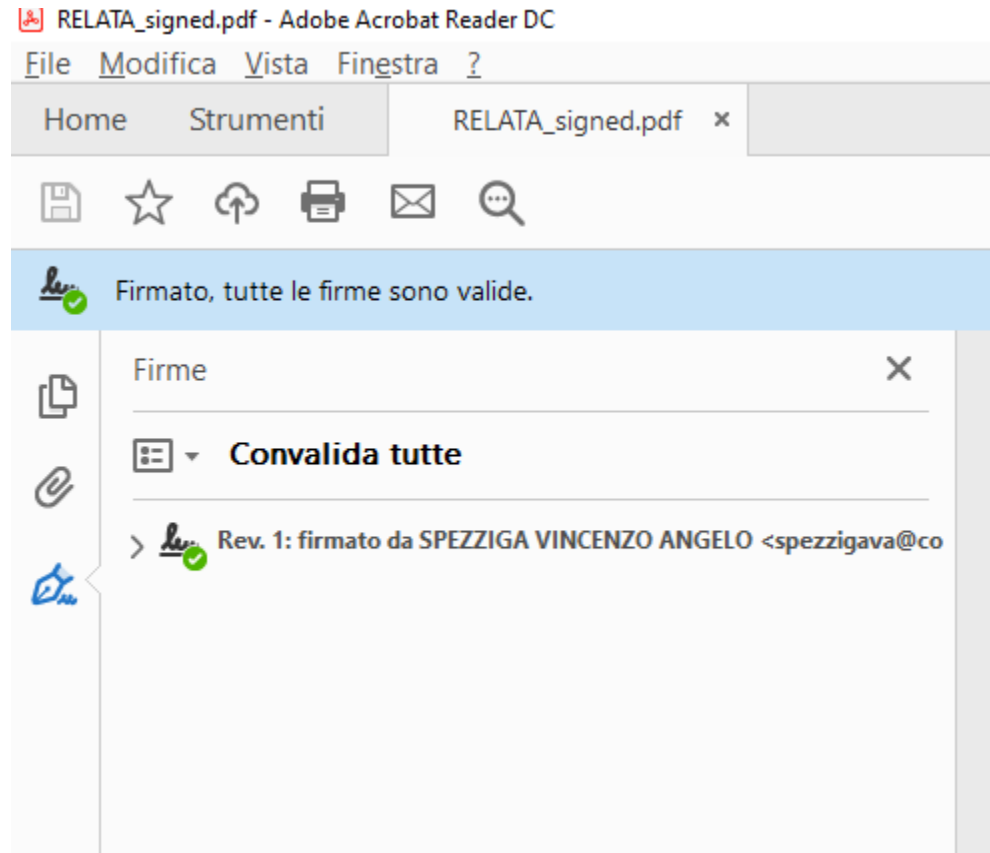 RELATA_signed.pdf - Adobe Acrobat Reader DC
File Modifica Vista Finestra ?
Home Strumenti RELATA_signed.pdf ×
Firmato, tutte le firme sono valide.
Firme
Convalida tutte
Rev. 1: firmato da SPEZZIGA VINCENZO ANGELO <spezzigava@co